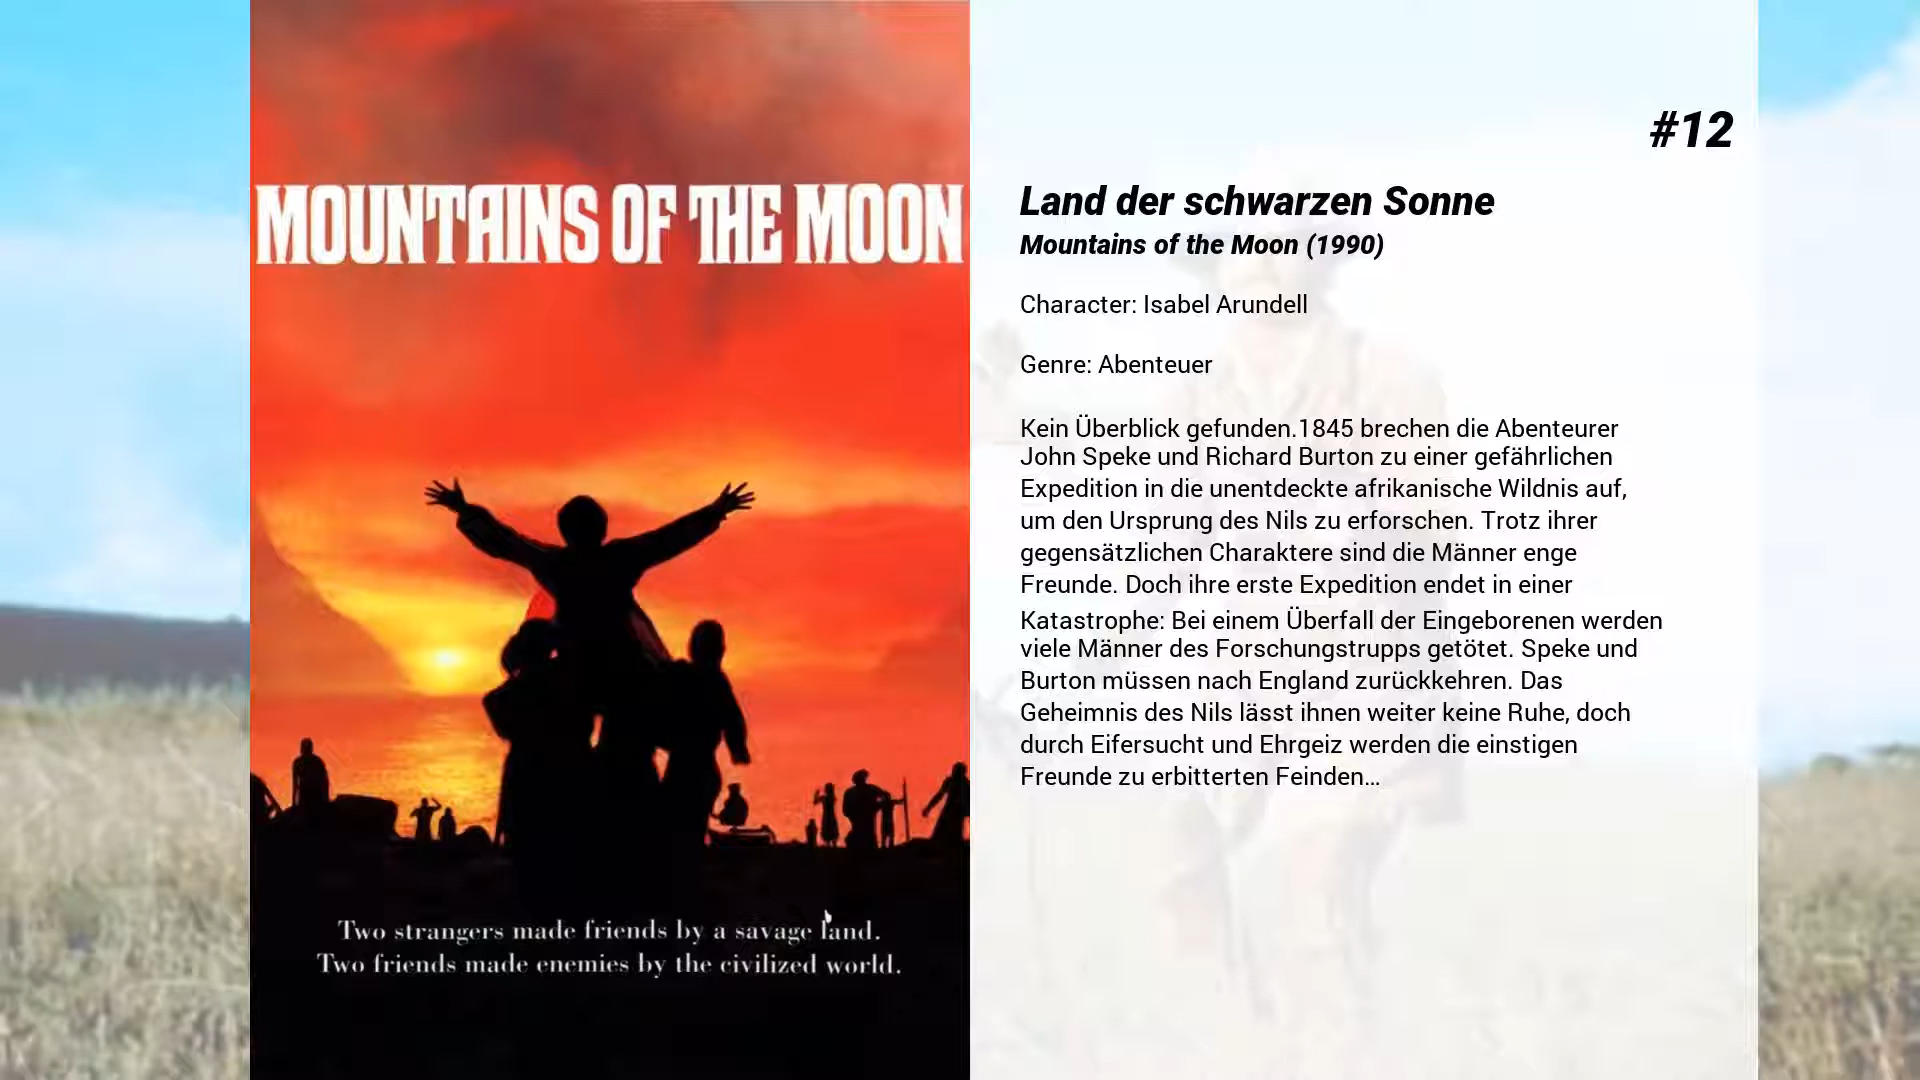 MOUNTAINS OF THE MOON
Two strangers made friends by a savage land.
Two friends made enemies by the civilized world.
#12
Land der schwarzen Sonne
Mountains of the Moon (1990)
Character: Isabel Arundell
Genre: Abenteuer
Kein Überblick gefunden.1845 brechen die Abenteurer
John Speke und Richard Burton zu einer gefährlichen
Expedition in die unentdeckte afrikanische Wildnis auf,
um den Ursprung des Nils zu erforschen. Trotz ihrer
gegensätzlichen Charaktere sind die Männer enge
Freunde. Doch ihre erste Expedition endet in einer
Katastrophe: Bei einem Überfall der Eingeborenen werden
viele Männer des Forschungstrupps getötet. Speke und
Burton müssen nach England zurückkehren. Das
Geheimnis des Nils lässt ihnen weiter keine Ruhe, doch
durch Eifersucht und Ehrgeiz werden die einstigen
Freunde zu erbitterten Feinden…